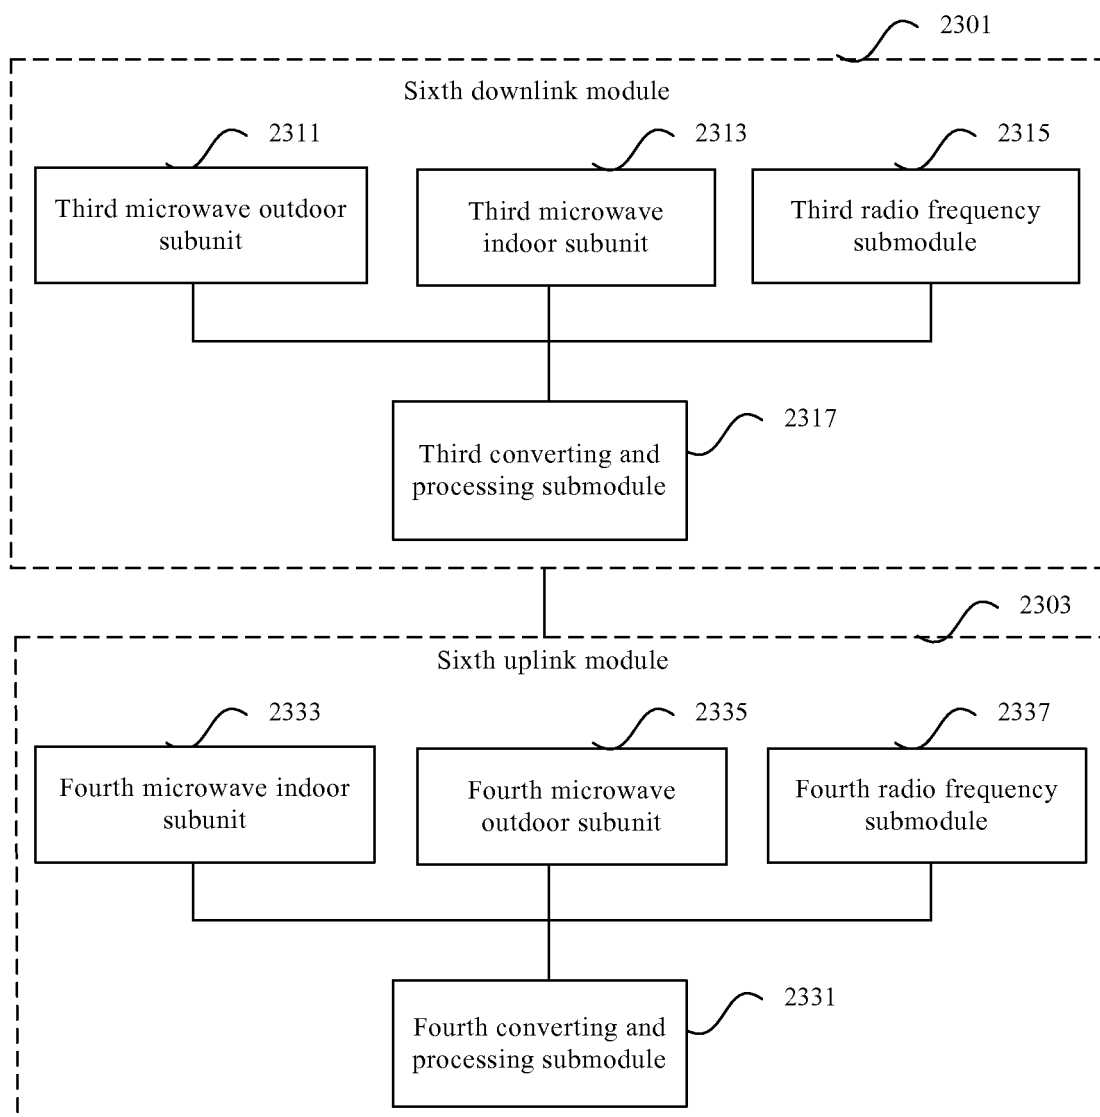 2301
Sixth downlink module
2311
2313
2315
Third microwave outdoor
subunit
Third microwave
indoor subunit
Third radio frequency
submodule
2317
Third converting and
processing submodule
2303
Sixth uplink module
2333
2335
2337
Fourth microwave indoor
subunit
Fourth microwave
outdoor subunit
Fourth radio frequency
submodule
2331
Fourth converting and
processing submodule